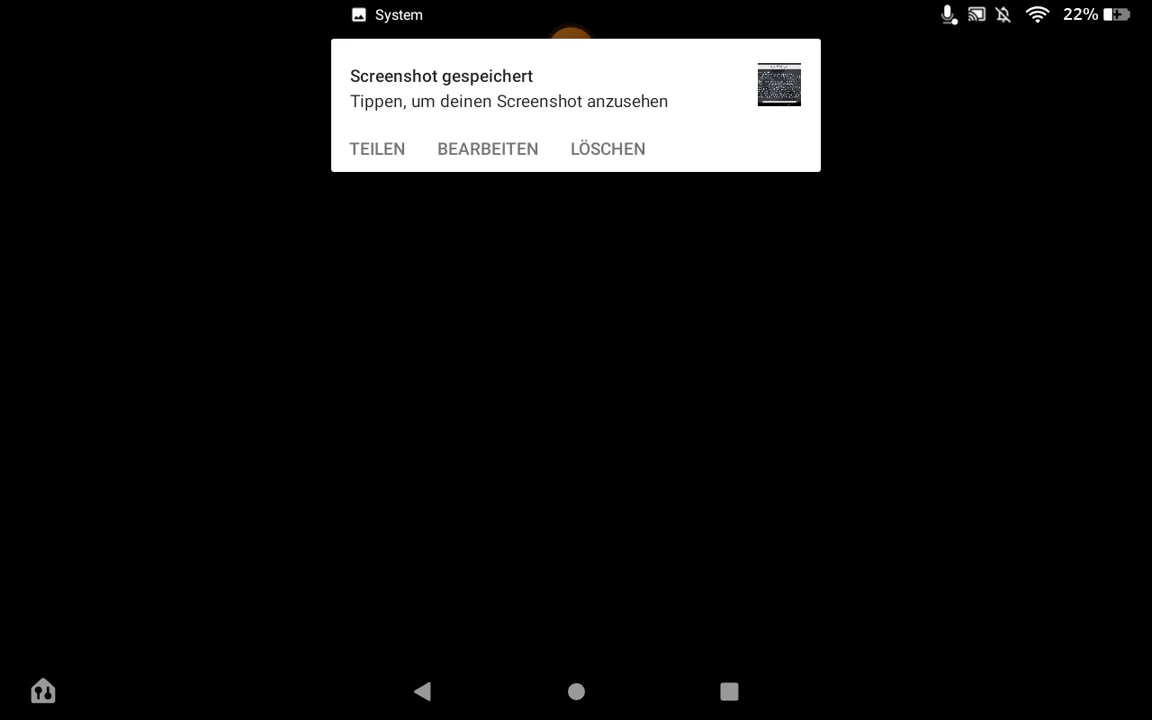 System
22%
Screenshot gespeichert
Tippen, um deinen Screenshot anzusehen
TEILEN BEARBEITEN LÖSCHEN